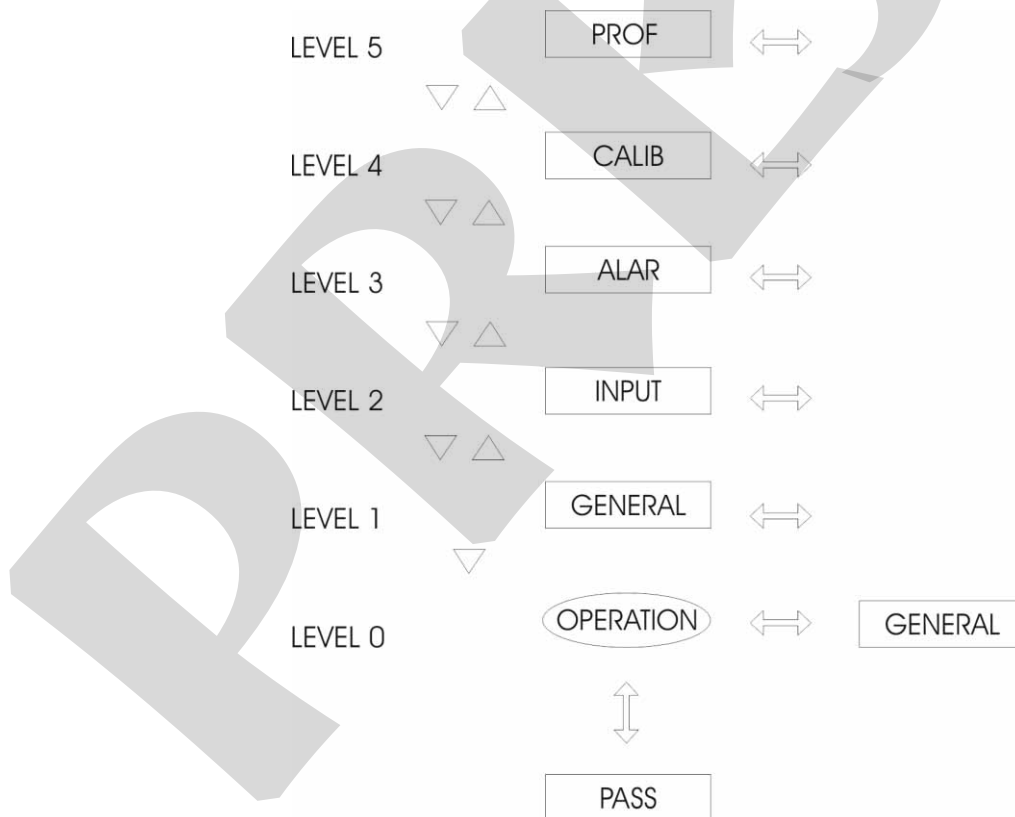 LEVEL 5 PROF
LEVEL 4 CALIB
LEVEL 3 ALAR
LEVEL 2 INPUT
LEVEL 1 GENERAL
LEVEL 0 OPERATION GENERAL
PASS